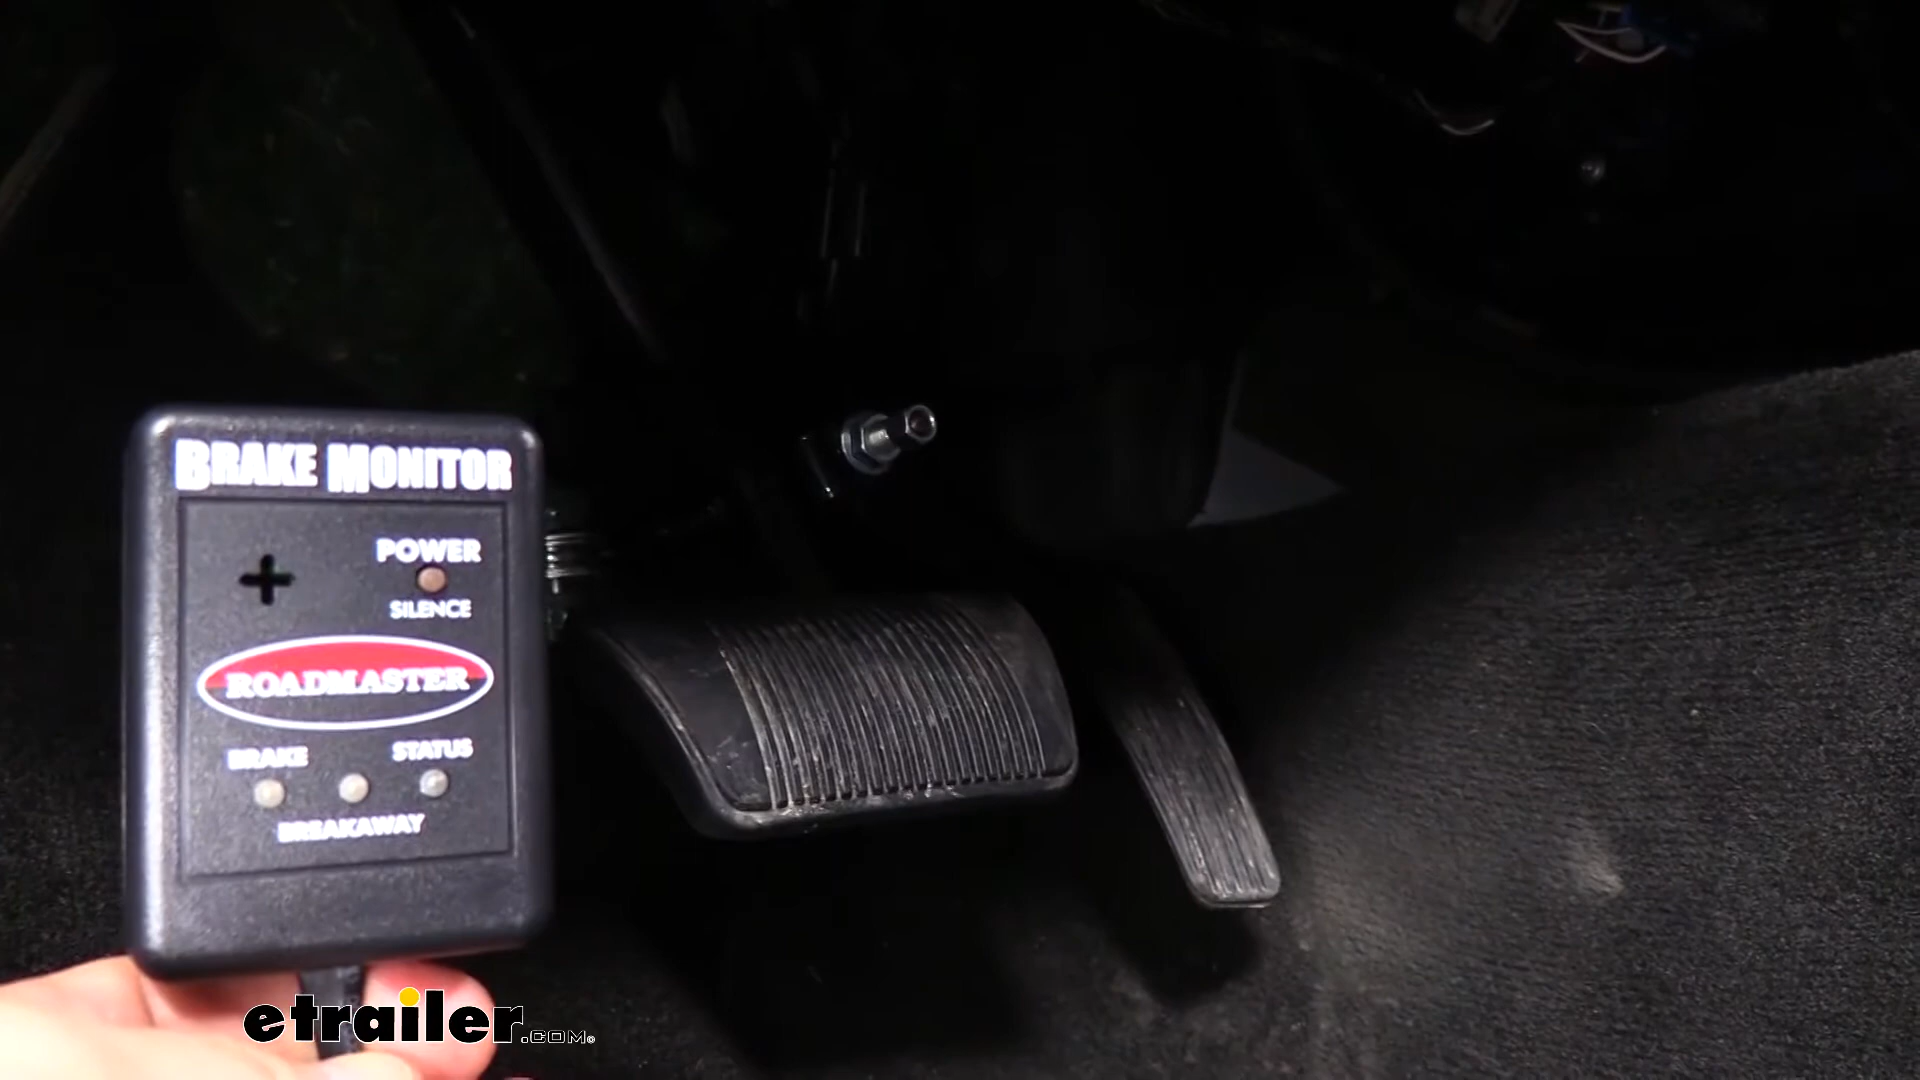 BRAKE MONITOR
POWER
SILENCE
ROADMASTER
BRAKE STATUS
BREAKAWAY
etrailer.COM